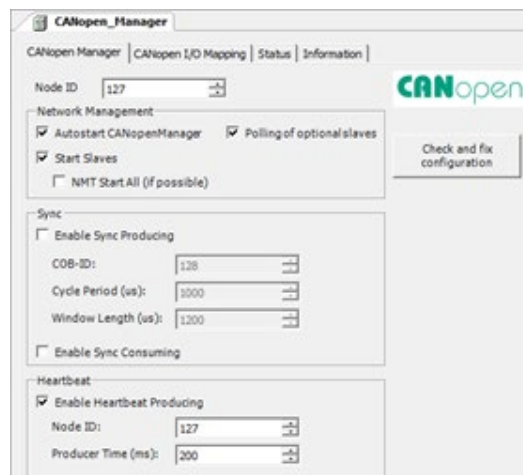 CANopen_Manager
CANopen Manager CANopen I/O Mapping Status Information
Node ID 127
CANopen
Network Management
Autostart CANopenManager Polling of optional slaves
Check and fix
configuration
Start Slaves
NMT Start All (if possible)
Sync
Enable Sync Producing
COB-ID: 128
Cycle Period (us): 1000
Window Length (us): 1200
Enable Sync Consuming
Heartbeat
Enable Heartbeat Producing
Node ID: 127
Producer Time (ms): 200